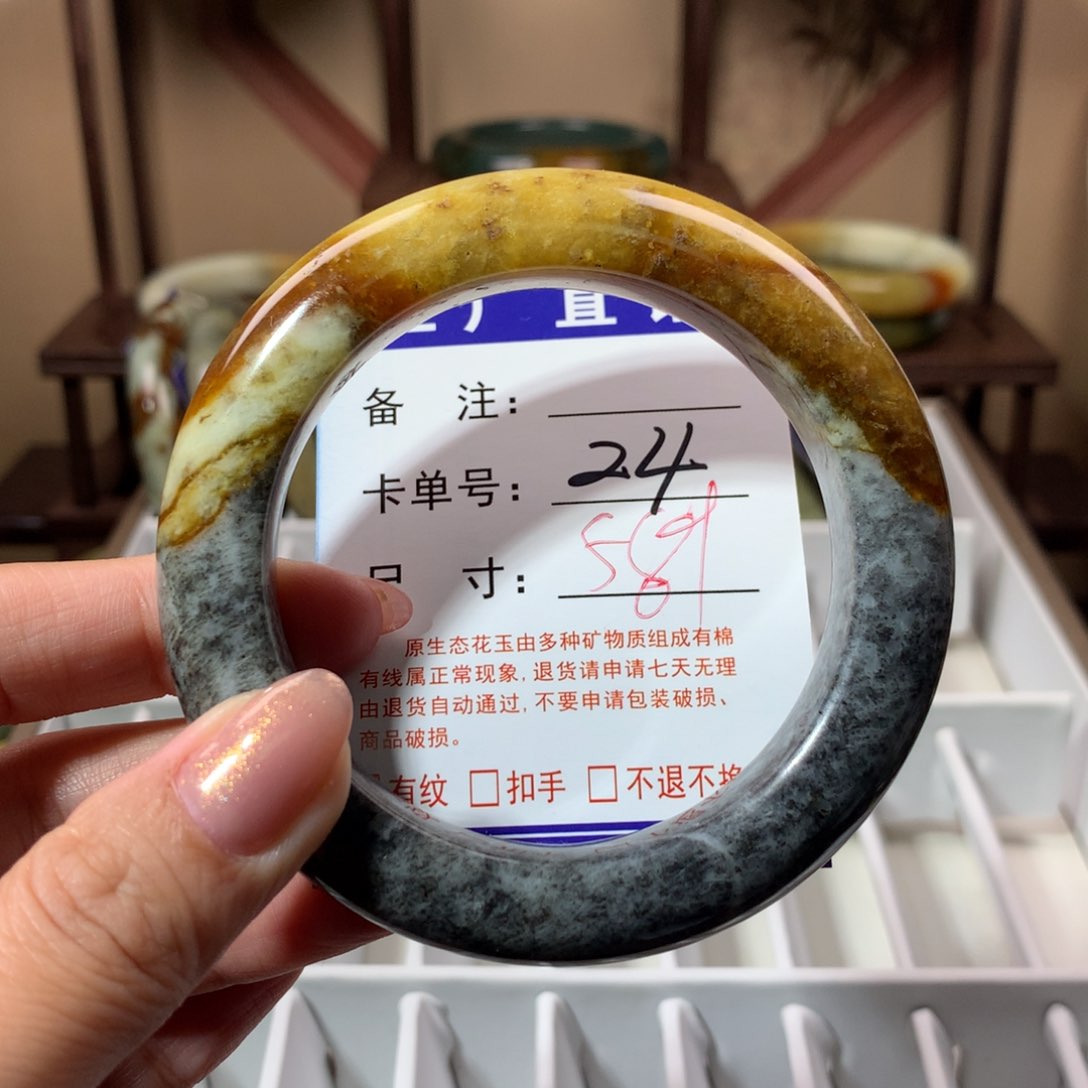 厂直
备 注：
卡单号：24
尺寸：
原生态花玉由多种矿物质组成有棉
有线属正常现象，退货请申请七天无理
由退货自动通过，不要申请包装破损、
商品破损。
有纹 □扣手 □不退不换